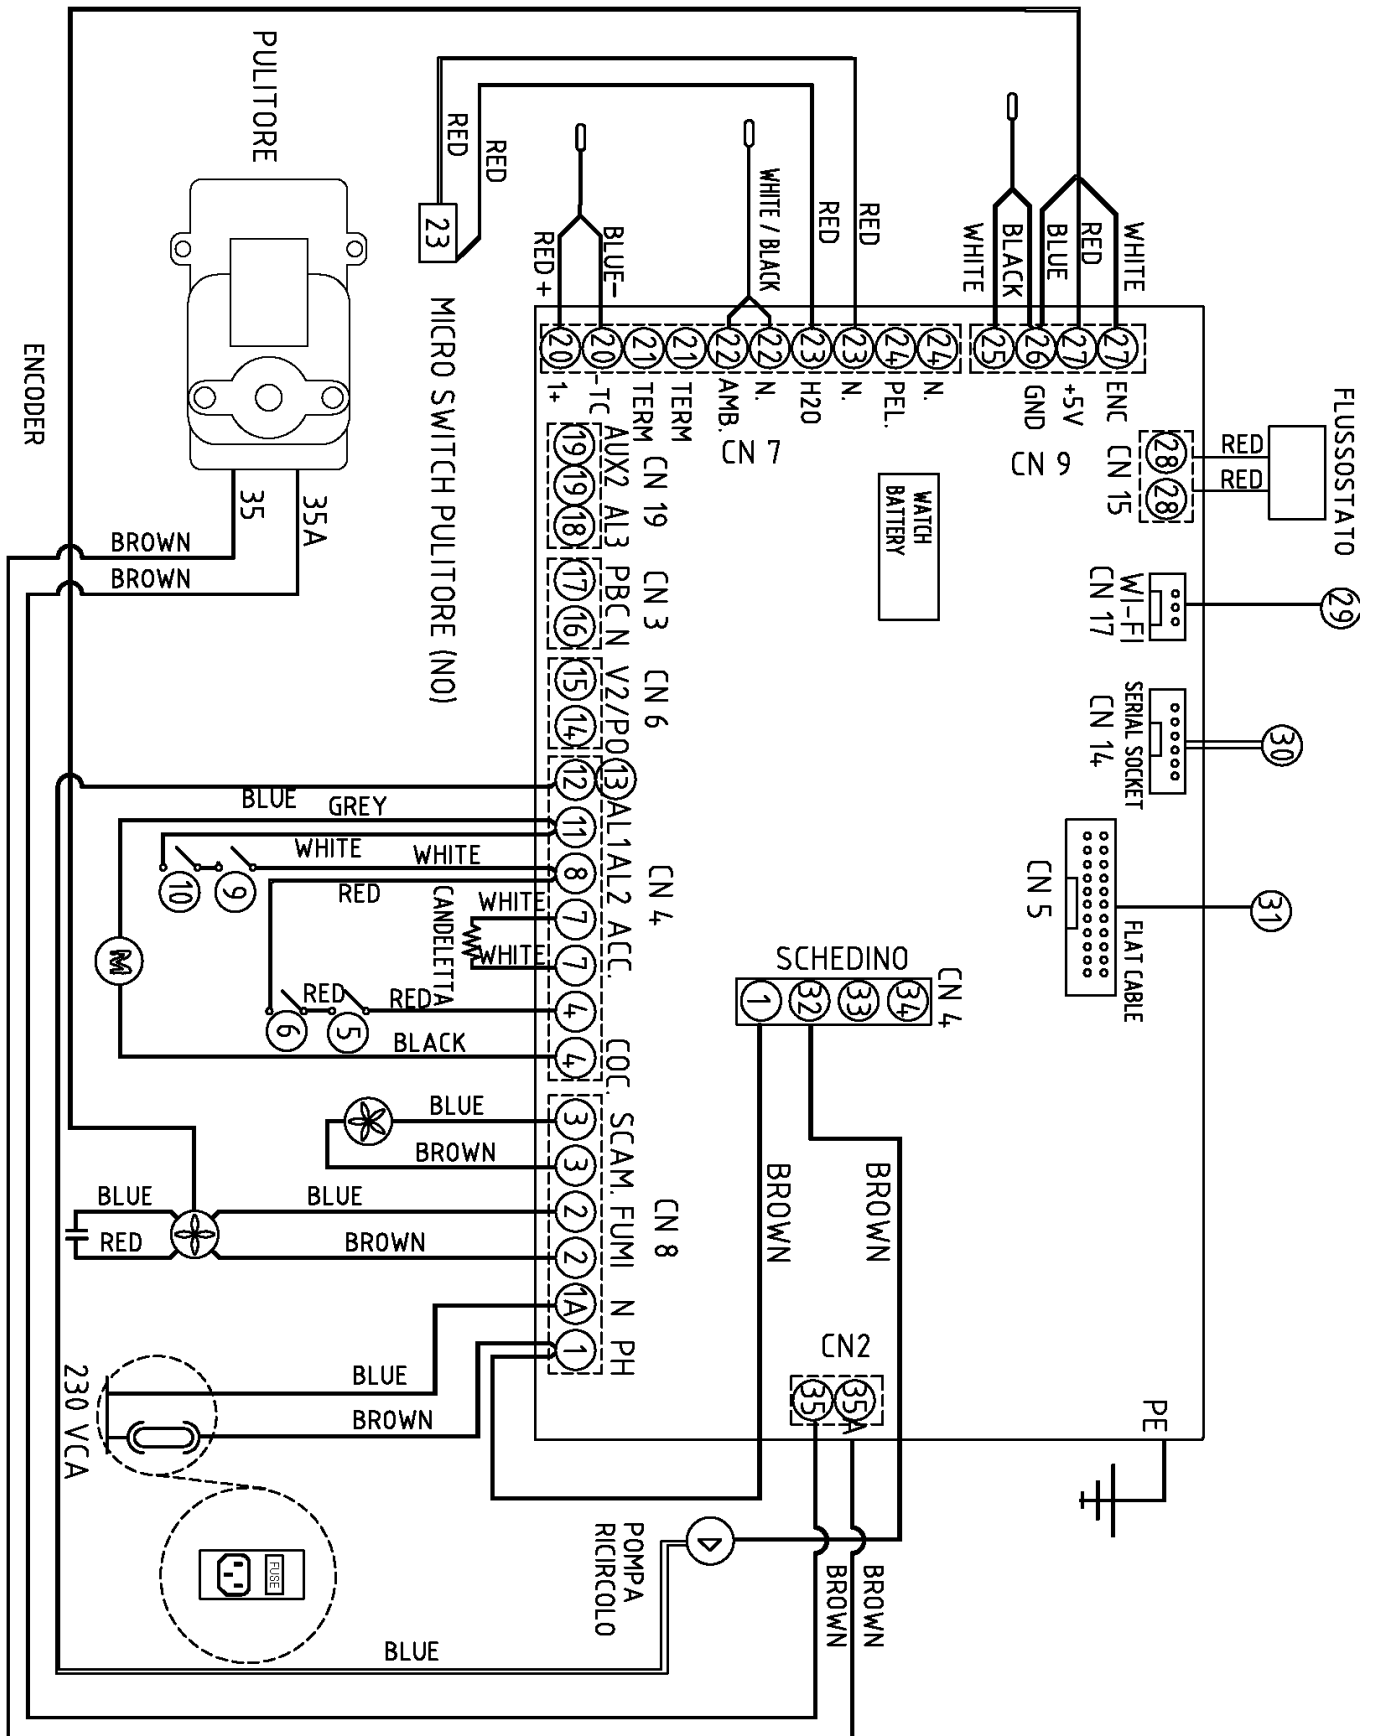 PULITORE
ENCODER
35
35A
BROWN
BROWN
RED
RED
23
MICRO SWITCH PULITORE (NO)
RED +
BLUE-
WHITE / BLACK
RED
RED
WHITE
BLACK
BLUE
RED
WHITE
20
20
21
21
22
22
23
23
24
24
25
26
27
27
1+
-TC
TERM
TERM
AMB.
N.
H20
N.
PEL.
N.
GND
+5V
ENC
CN 7
CN 9
CN 15
28
28
RED
RED
FLUSSOSTATO
WATCH
BATTERY
WI-FI
CN 17
29
SERIAL SOCKET
CN 14
30
CN 5
FLAT CABLE
31
19
19
18
AUX2 AL3
CN 19
17
16
PBC N
CN 3
15
14
V2/PO
CN 6
12
13
11
8
7
7
4
4
AL1 AL2 ACC.
COC.
CN 4
BLUE
GREY
WHITE
WHITE
RED
10
9
WHITE
WHITE
CANDELETTA
M
RED
RED
6
5
BLACK
SCHEDINO
1
32
33
34
CN 4
BROWN
BROWN
3
3
2
2
1A
1
SCAM. FUMI N PH
CN 8
BLUE
BROWN
BLUE
BLUE
RED
BROWN
BLUE
BROWN
230 VCA
FUSE
CN2
35
35A
PE
POMPA
RICIRCOLO
BROWN
BROWN
BLUE